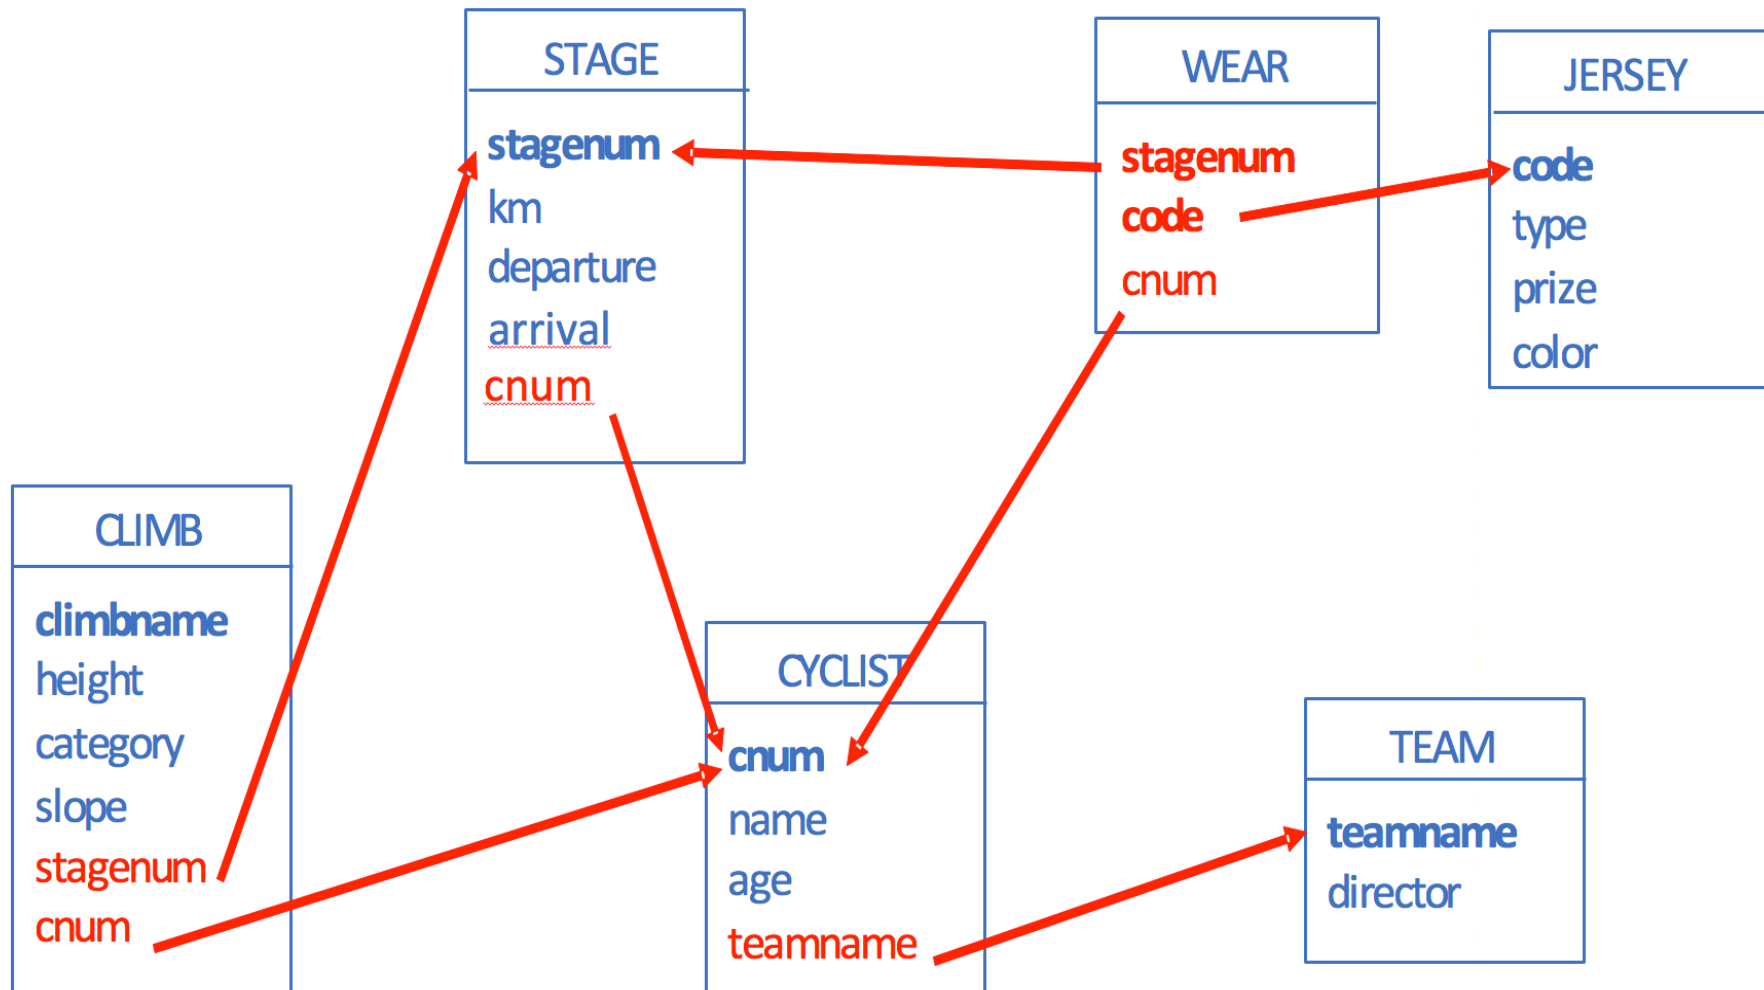 STAGE
stagenum
km
departure
arrival
cnum
WEAR
stagenum
code
cnum
JERSEY
code
type
prize
color
CLIMB
climbname
height
category
slope
stagenum
cnum
CYCLIST
cnum
name
age
teamname
TEAM
teamname
director